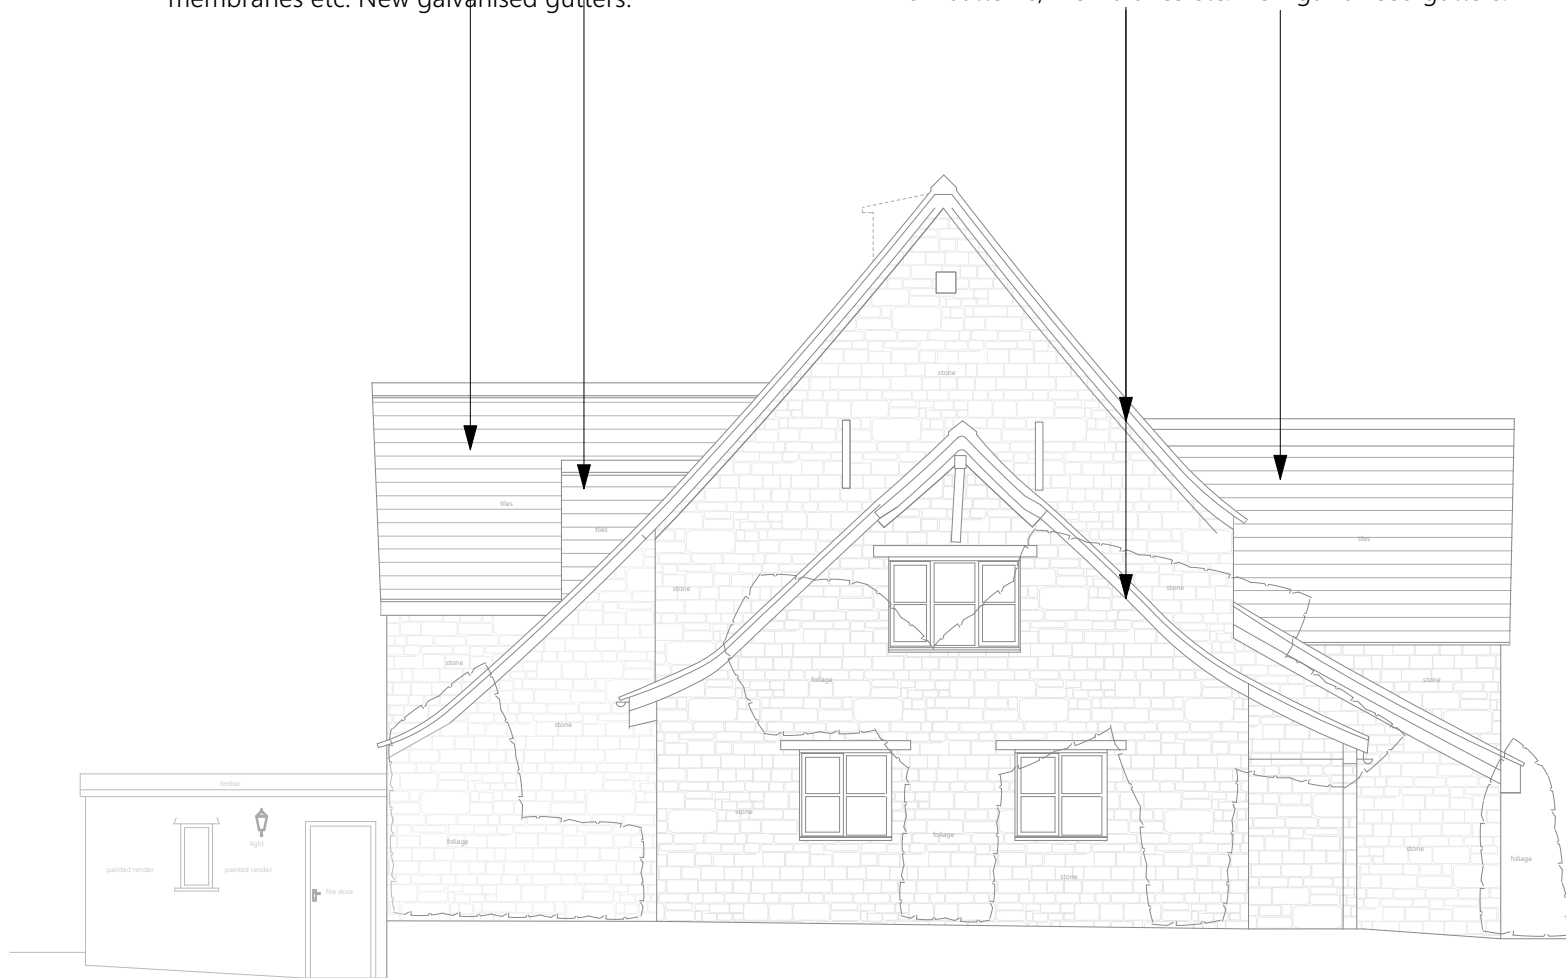 membranes etc. New galvanised gutters.
stone
tiles
tiles
tiles
stone
stone
stone
foliage
stone
stone
timber
stone
light
foliage
foliage
stone
foliage
painted render
painted render
stone
fire door